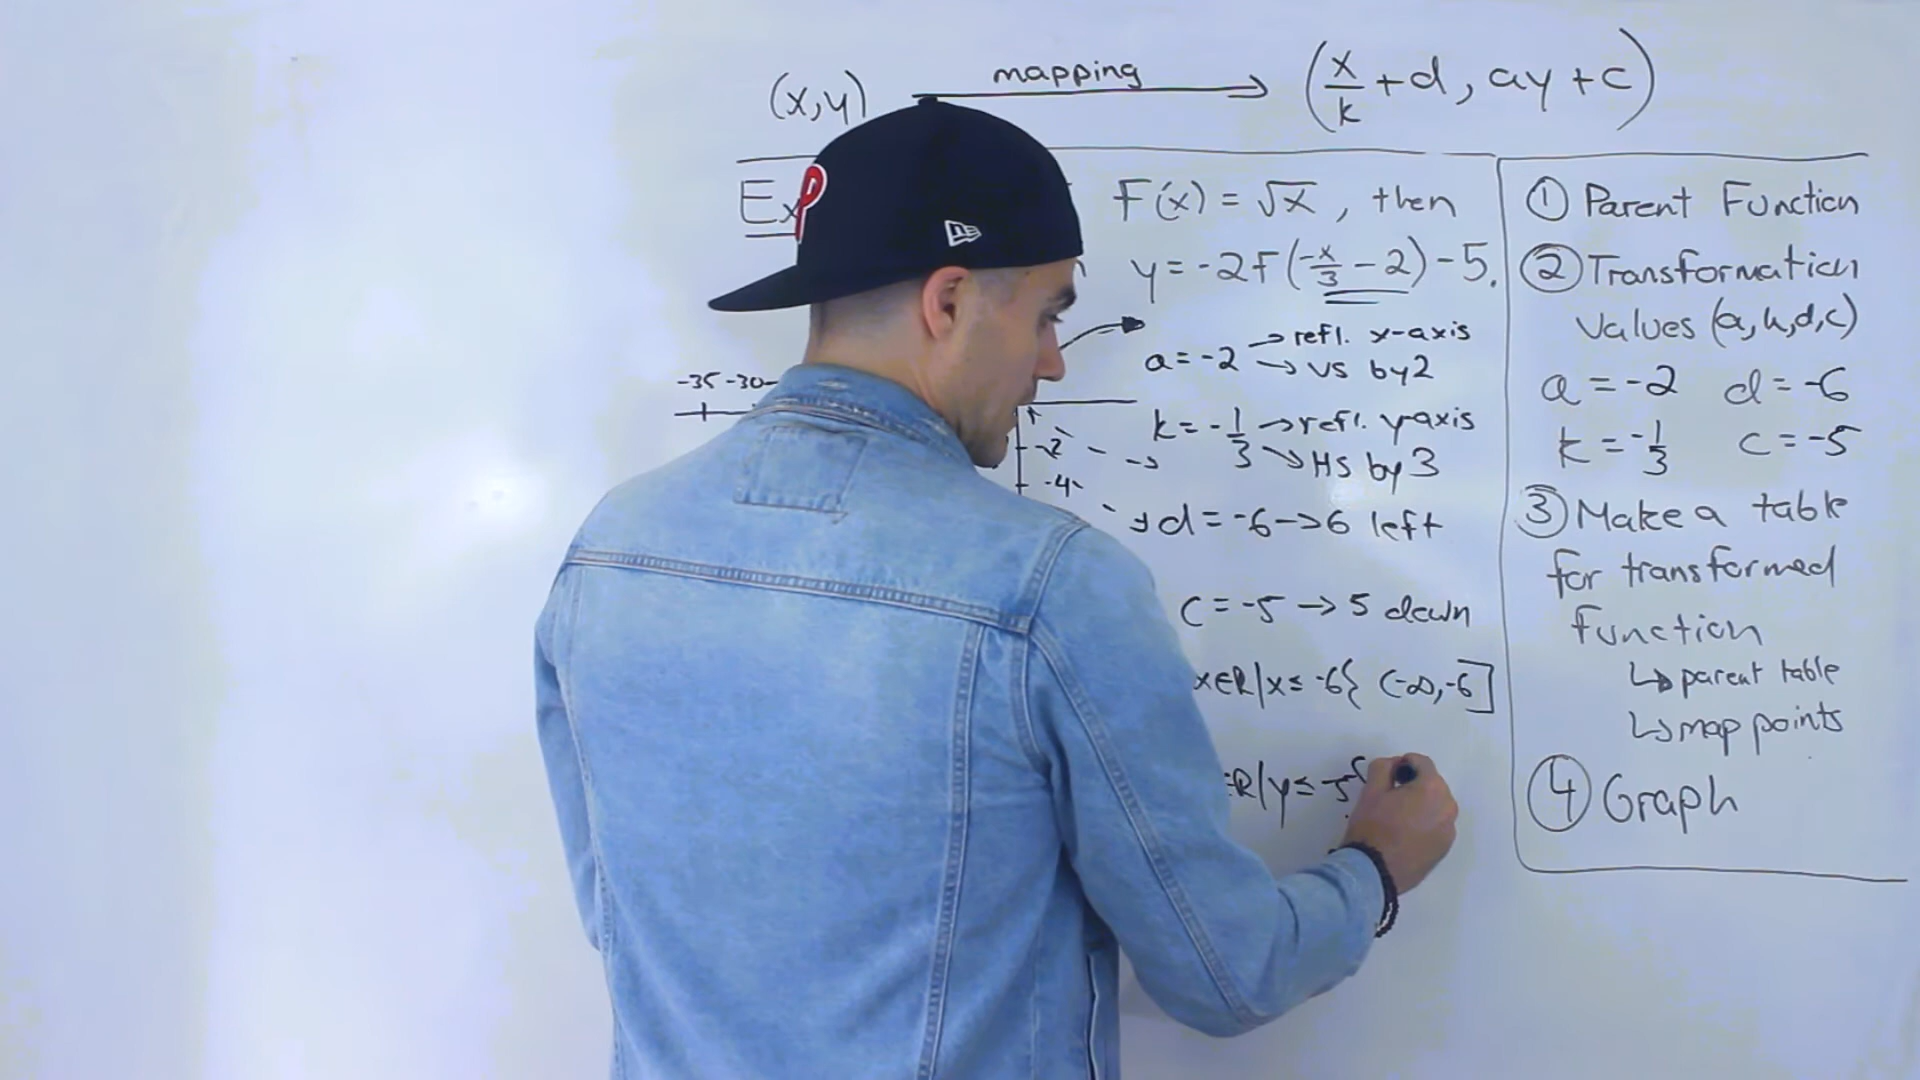 (x,y) mapping (x/k + d, ay + c)
Ex
F(x) = √x, then
y = -2f(-x/3 - 2) - 5.
a = -2 → refl. x-axis
→ vs by 2
-35 -30
k = -1/3 → refl. y-axis
→ HS by 3
-2
-4
d = -6 → 6 left
c = -5 → 5 down
x∈R|x ≤ -6} (-∞, -6]
∈R|y ≤ -5
① Parent Function
② Transformation
Values (a, k, d, c)
a = -2 d = -6
k = -1/3 c = -5
③ Make a table
for transformed
function
↳ parent table
↳ map points
④ Graph
P